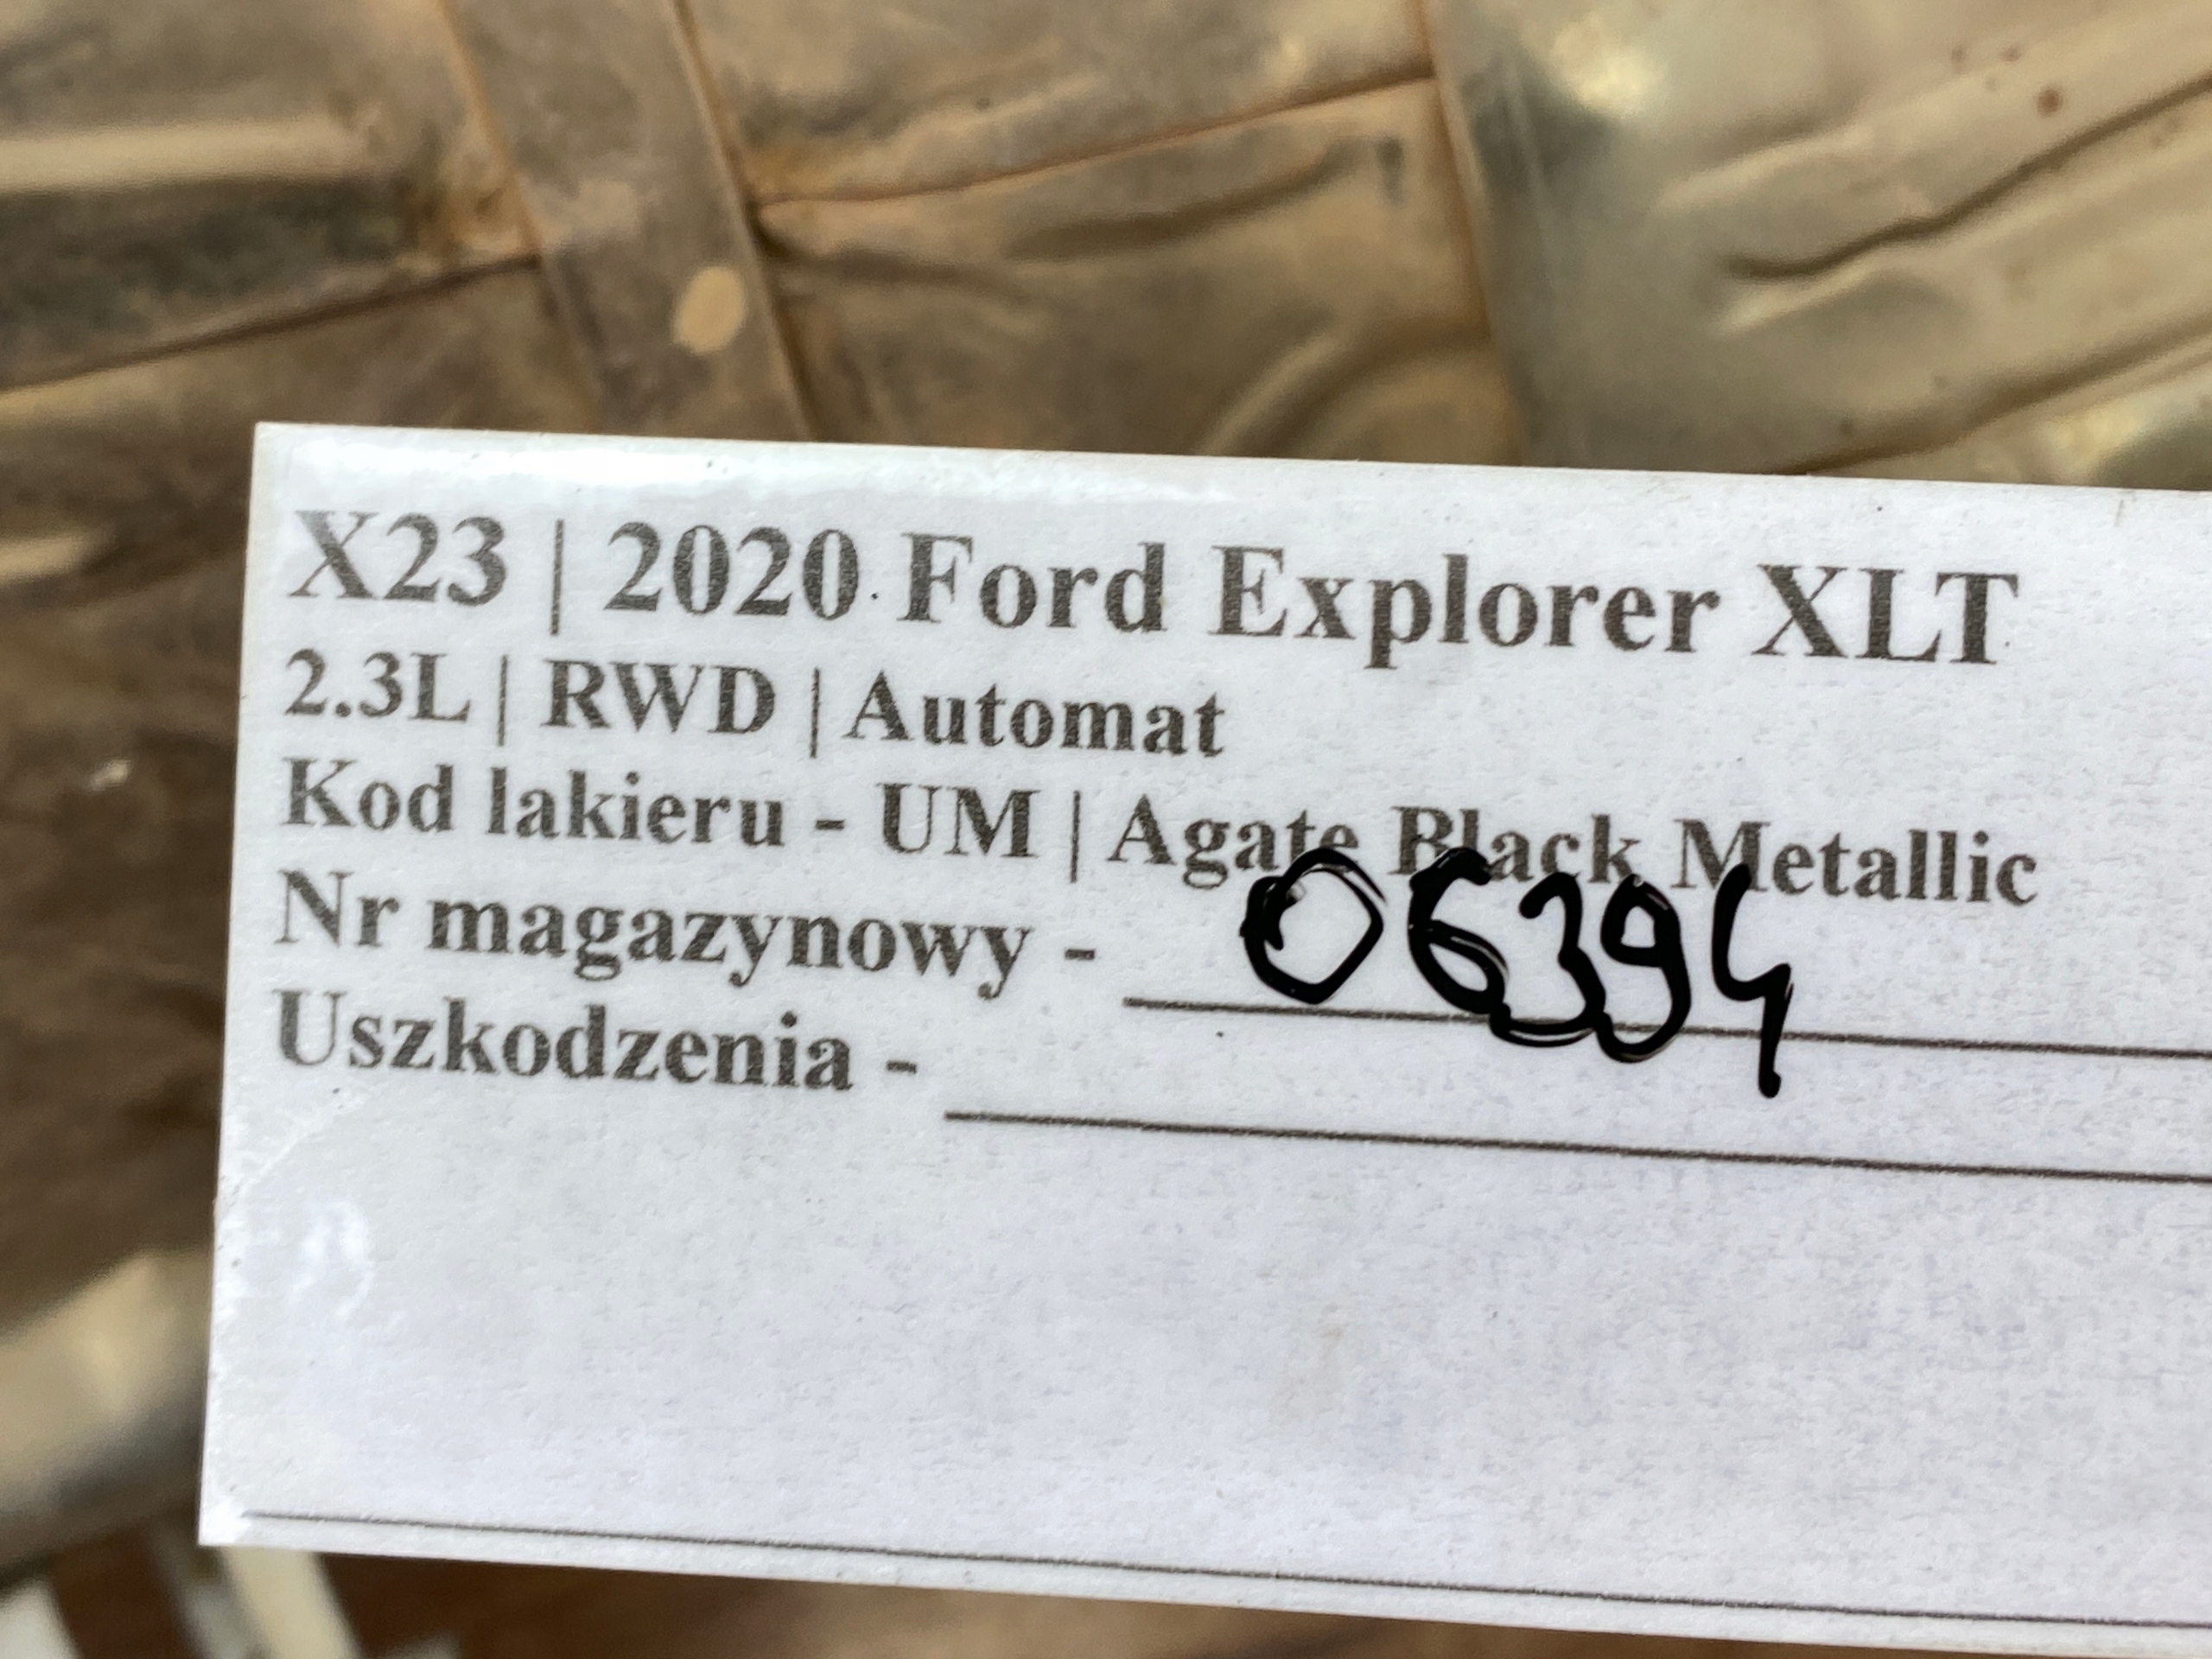 X23 | 2020 Ford Explorer XLT
2.3L | RWD | Automat
Kod lakieru - UM | Agate Black Metallic
Nr magazynowy - 06394
Uszkodzenia -